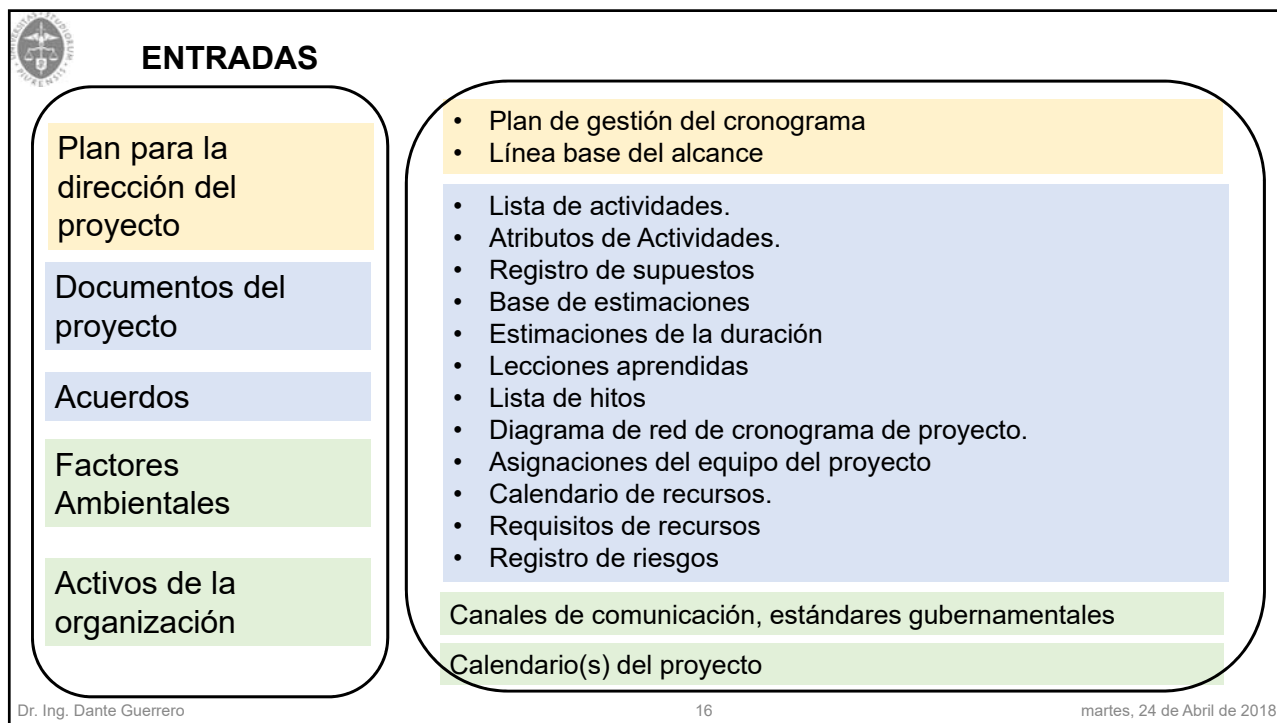 ENTRADAS
Plan para la
dirección del
proyecto
Documentos del
proyecto
Acuerdos
Factores
Ambientales
Activos de la
organización
• Plan de gestión del cronograma
• Línea base del alcance
• Lista de actividades.
• Atributos de Actividades.
• Registro de supuestos
• Base de estimaciones
• Estimaciones de la duración
• Lecciones aprendidas
• Lista de hitos
• Diagrama de red de cronograma de proyecto.
• Asignaciones del equipo del proyecto
• Calendario de recursos.
• Requisitos de recursos
• Registro de riesgos
Canales de comunicación, estándares gubernamentales
Calendario(s) del proyecto
Dr. Ing. Dante Guerrero
16
martes, 24 de Abril de 2018